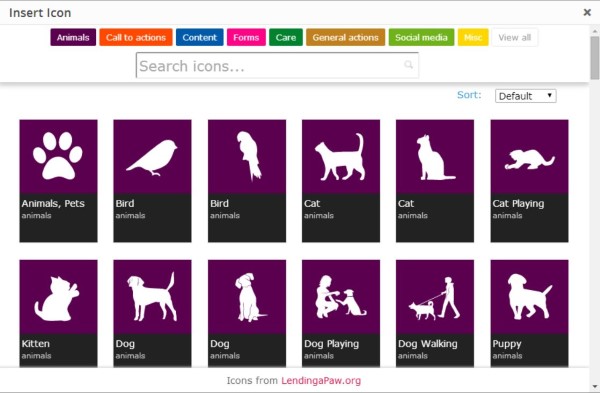 Insert Icon
Animals Call to actions Content Forms Care General actions Social media Misc View all
Search icons...
Sort: Default
Animals, Pets Bird Bird Cat Cat Cat Playing
animals animals animals animals animals animals
Kitten Dog Dog Dog Playing Dog Walking Puppy
animals animals animals animals animals animals
Icons from LendingaPaw.org